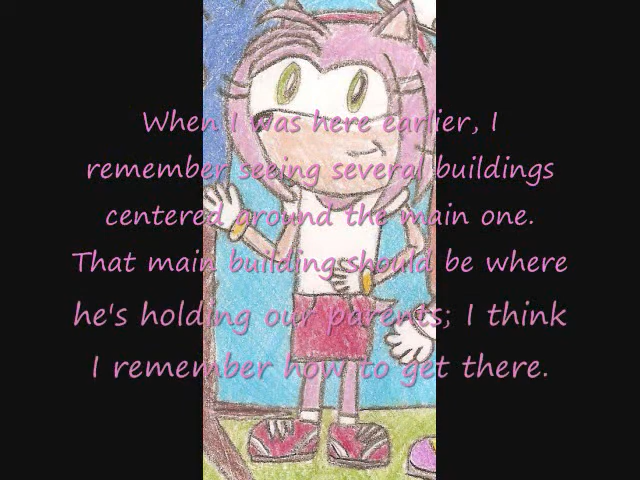 When I was here earlier, I
remember seeing several buildings
centered around the main one.
That main building should be where
he's holding our parents; I think
I remember how to get there.